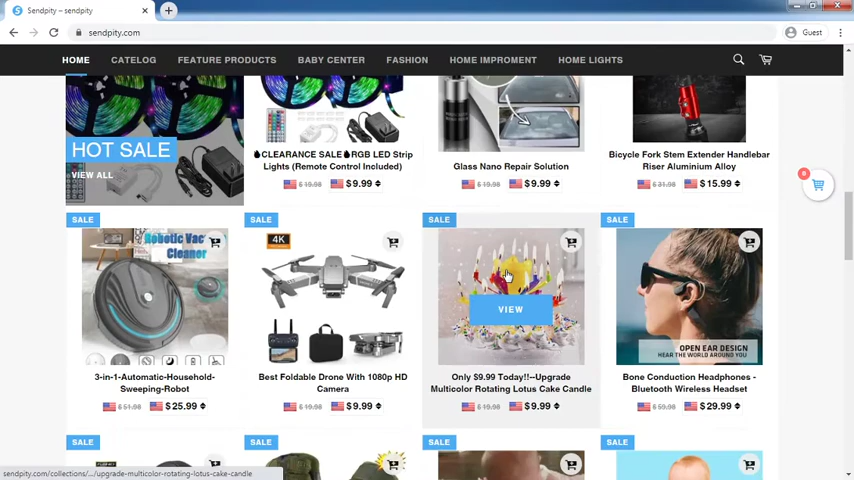 Sendpity – sendpity
sendpity.com
Guest
HOME CATELOG FEATURE PRODUCTS BABY CENTER FASHION HOME IMPROMENT HOME LIGHTS
HOT SALE
VIEW ALL
🔥CLEARANCE SALE🔥RGB LED Strip
Lights (Remote Control Included)
$ 19.98 $ 9.99
Glass Nano Repair Solution
$ 19.98 $ 9.99
Bicycle Fork Stem Extender Handlebar
Riser Aluminium Alloy
$ 31.98 $ 15.99
0
SALE
Robotic Vac
Cleaner
3-in-1-Automatic-Household-
Sweeping-Robot
$ 51.98 $ 25.99
SALE
4K
Best Foldable Drone With 1080p HD
Camera
$ 19.98 $ 9.99
SALE
VIEW
Only $9.99 Today!!--Upgrade
Multicolor Rotating Lotus Cake Candle
$ 19.98 $ 9.99
SALE
OPEN EAR DESIGN
HEAR THE WORLD AROUND YOU
Bone Conduction Headphones -
Bluetooth Wireless Headset
$ 59.98 $ 29.99
SALE
SALE
SALE
SALE
sendpity.com/collections/.../upgrade-multicolor-rotating-lotus-cake-candle